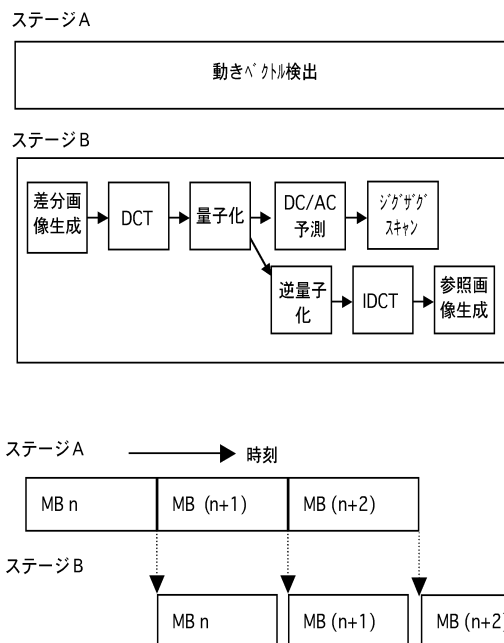 ステージA
動きﾍﾞｸﾄﾙ検出
ステージB
差分画
像生成
DCT
量子化
DC/AC
予測
ｼﾞｸﾞｻﾞｸﾞ
ｽｷｬﾝ
逆量子
化
IDCT
参照画
像生成
ステージA
時刻
MB n
MB (n+1)
MB (n+2)
ステージB
MB n
MB (n+1)
MB (n+2)